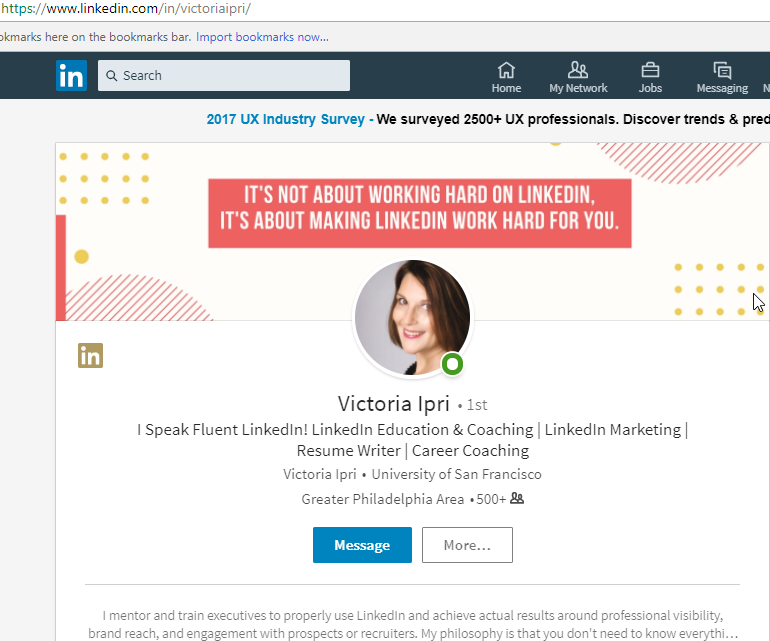 https://www.linkedin.com/in/victoriaipri/
okmarks here on the bookmarks bar. Import bookmarks now...
in Search
Home My Network Jobs Messaging N
2017 UX Industry Survey - We surveyed 2500+ UX professionals. Discover trends & pred
IT'S NOT ABOUT WORKING HARD ON LINKEDIN,
IT'S ABOUT MAKING LINKEDIN WORK HARD FOR YOU.
in
Victoria Ipri • 1st
I Speak Fluent LinkedIn! LinkedIn Education & Coaching | LinkedIn Marketing |
Resume Writer | Career Coaching
Victoria Ipri • University of San Francisco
Greater Philadelphia Area • 500+
Message More...
I mentor and train executives to properly use LinkedIn and achieve actual results around professional visibility,
brand reach, and engagement with prospects or recruiters. My philosophy is that you don't need to know everythi...